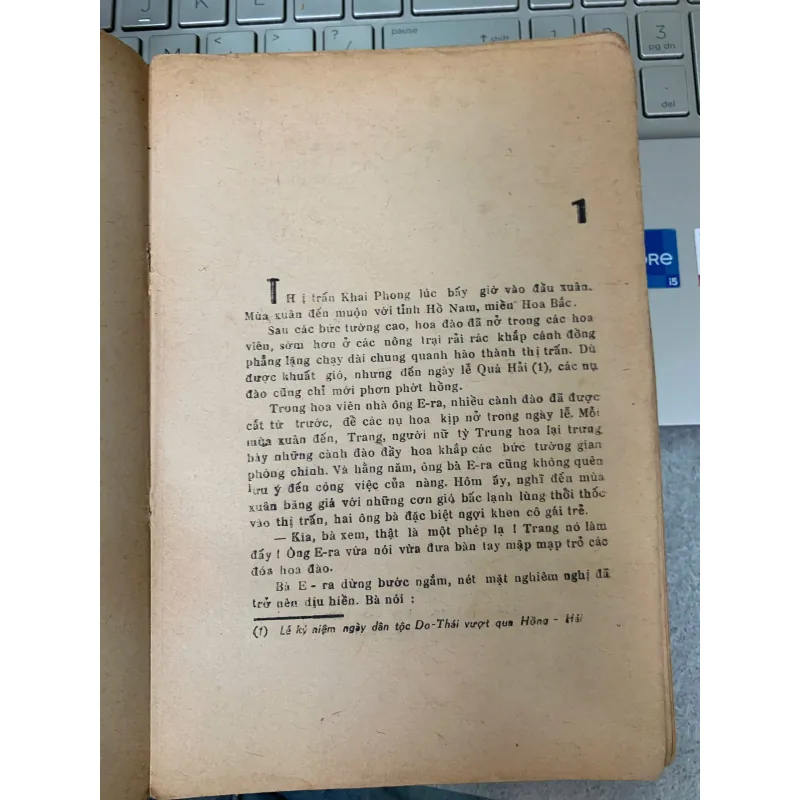 J K L
M < > ? / pause ⇧ shift 1 2 3 pg dn
del
CORE
i5
1
THị trấn Khai Phong lúc bấy giờ vào đầu xuân.
Mùa xuân đến muộn với tỉnh Hồ Nam, miền Hoa Bắc.
Sau các bức tường cao, hoa đào đã nở trong các hoa
viên, sớm hơn ở các nông trại rải rác khắp cánh đồng
phẳng lặng chạy dài chung quanh hào thành thị trấn. Dù
được khuất gió, nhưng đến ngày lễ Quá Hải (1), các nụ
đào cũng chỉ mới phơn phớt hồng.
Trong hoa viên nhà ông E-ra, nhiều cành đào đã được
cắt từ trước, để các nụ hoa kịp nở trong ngày lễ. Mỗi
mùa xuân đến, Trang, người nữ tỳ Trung hoa lại trưng
bày những cành đào đầy hoa khắp các bức tường gian
phòng chính. Và hằng năm, ông bà E-ra cũng không quên
lưu ý đến công việc của nàng. Hôm ấy, nghĩ đến mùa
xuân băng giá với những cơn gió bấc lạnh lùng thổi thốc
vào thị trấn, hai ông bà đặc biệt ngợi khen cô gái trẻ.
— Kìa, bà xem, thật là một phép lạ ! Trang nó làm
đấy ! Ông E-ra vừa nói vừa đưa bàn tay mập mạp trỏ các
đóa hoa đào.
Bà E - ra dừng bước ngắm, nét mặt nghiêm nghị đã
trở nên dịu hiền. Bà nói :
(1) Lễ kỷ niệm ngày dân tộc Do-Thái vượt qua Hồng - Hải